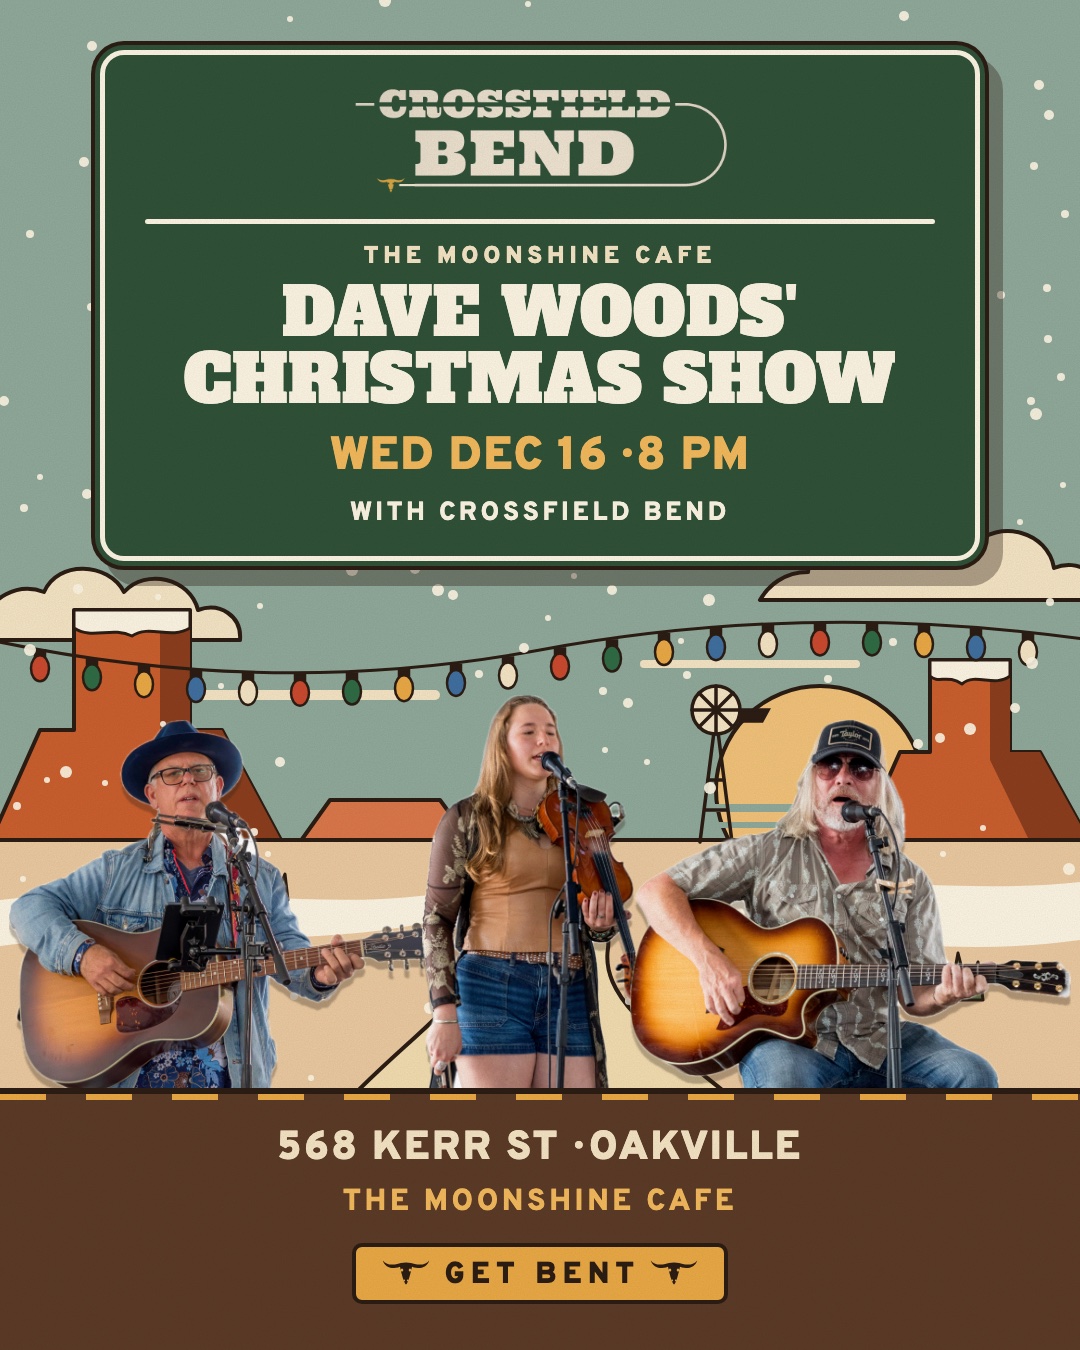 CROSSFIELD
BEND
THE MOONSHINE CAFE
DAVE WOODS'
CHRISTMAS SHOW
WED DEC 16 · 8 PM
WITH CROSSFIELD BEND
Taylor
568 KERR ST · OAKVILLE
THE MOONSHINE CAFE
GET BENT